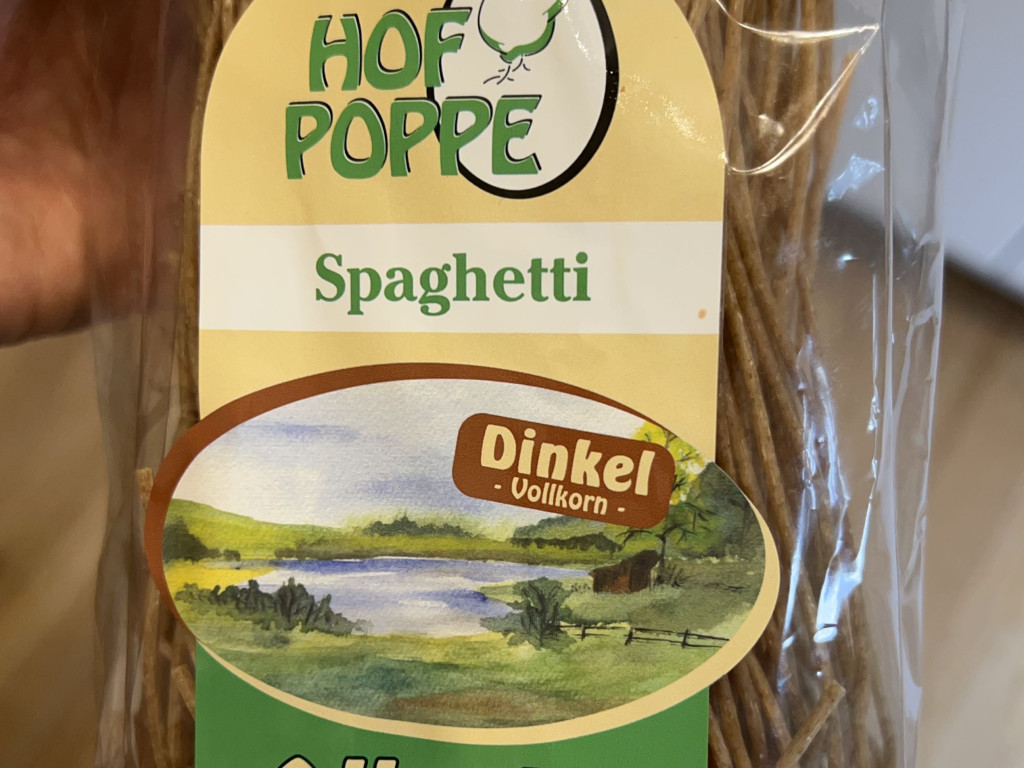 HOF
POPPE
Spaghetti
Dinkel
- Vollkorn -